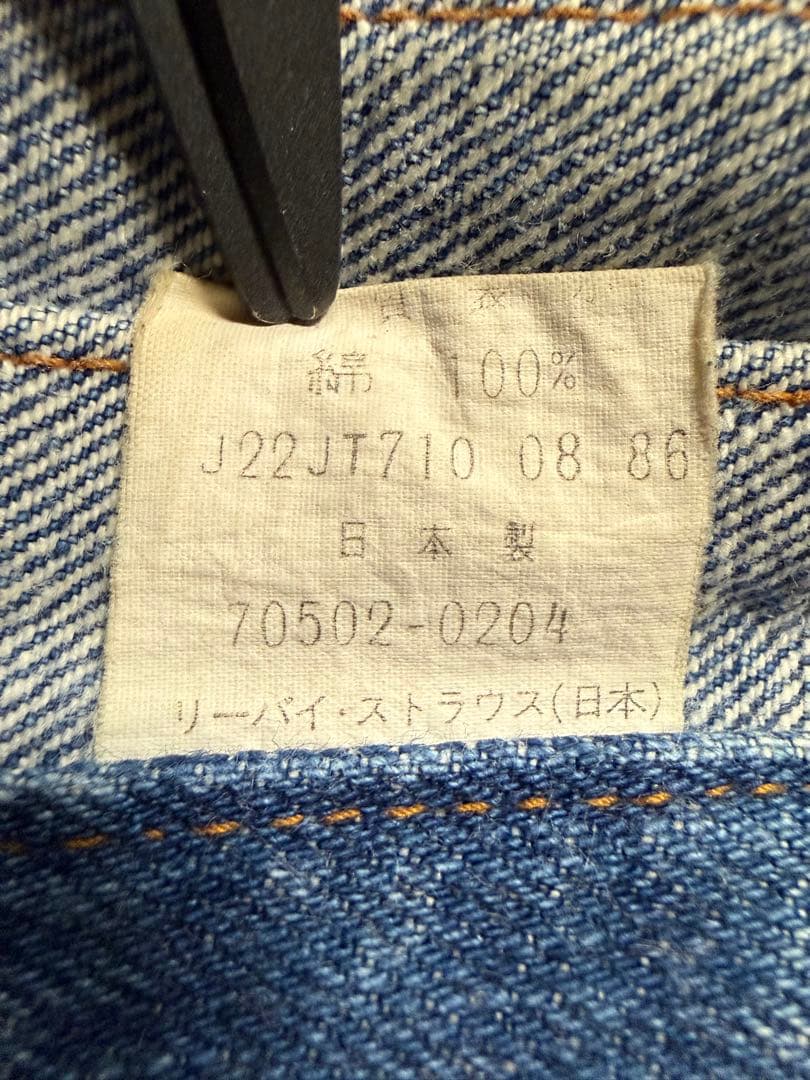 綿 100%
J22JT710 08 86
日本製
70502-0204
リーバイ・ストラウス(日本)